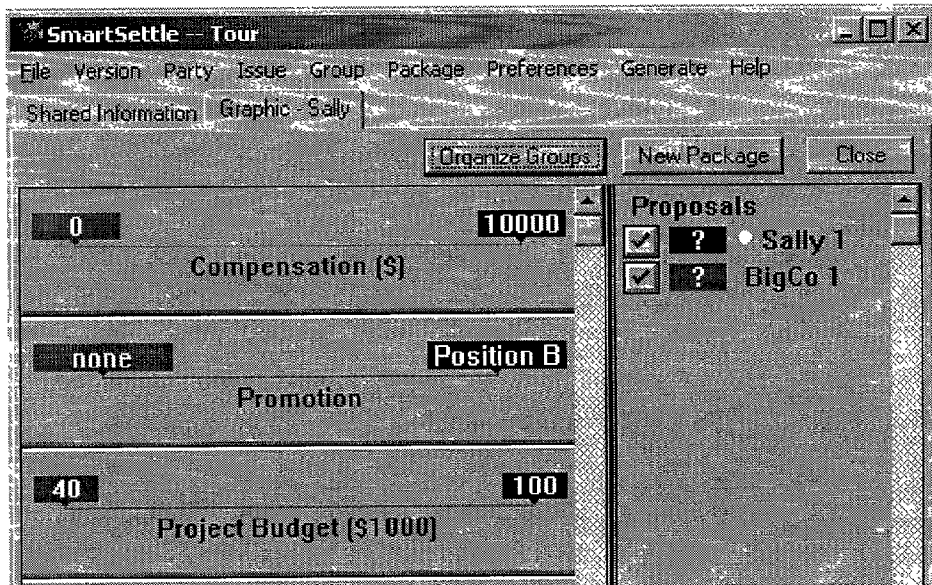 SmartSettle -- Tour
File Version Party Issue Group Package Preferences Generate Help
Shared Information Graphic - Sally
Organize Groups New Package Close
0 10000
Compensation ($)
none Position B
Promotion
40 100
Project Budget ($1000)
Proposals
? Sally 1
? BigCo 1